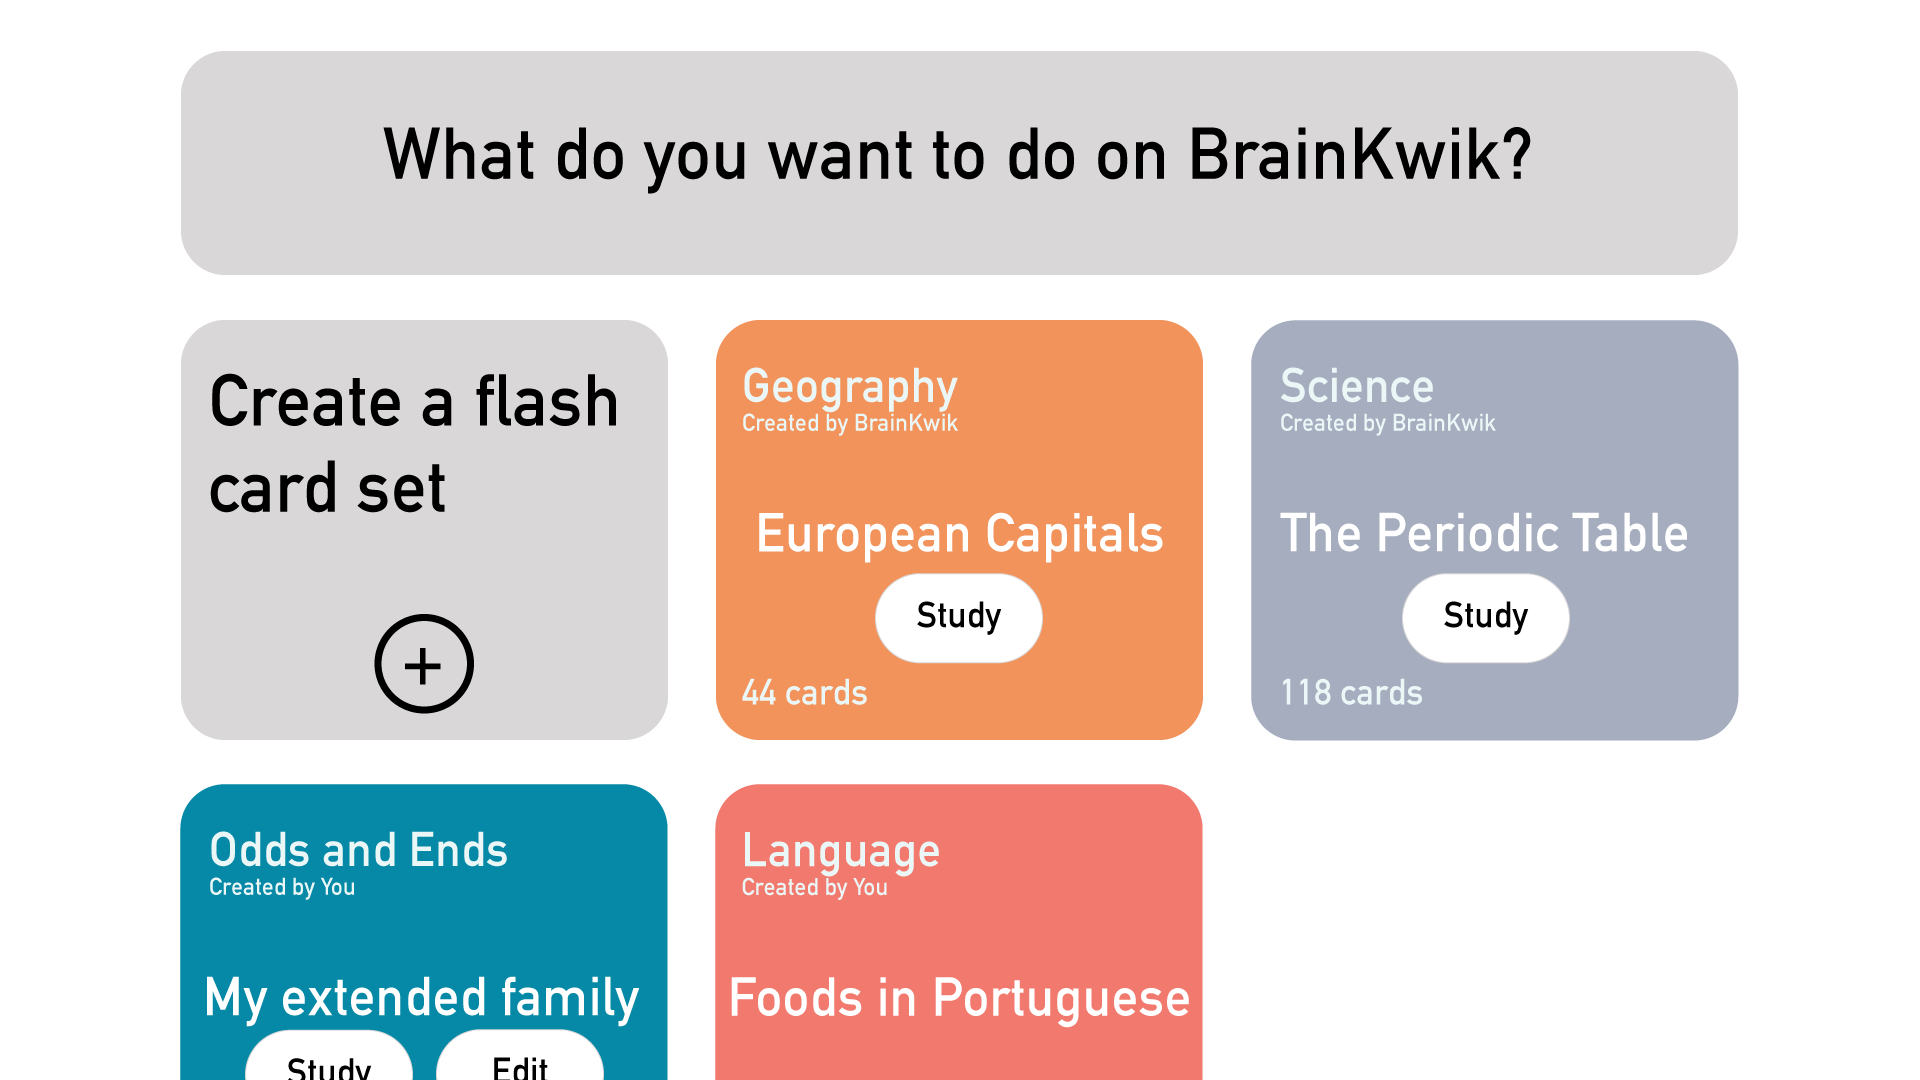 What do you want to do on BrainKwik?
Create a flash
card set
+
Geography
Created by BrainKwik
European Capitals
Study
44 cards
Science
Created by BrainKwik
The Periodic Table
Study
118 cards
Odds and Ends
Created by You
My extended family
Study Edit
Language
Created by You
Foods in Portuguese